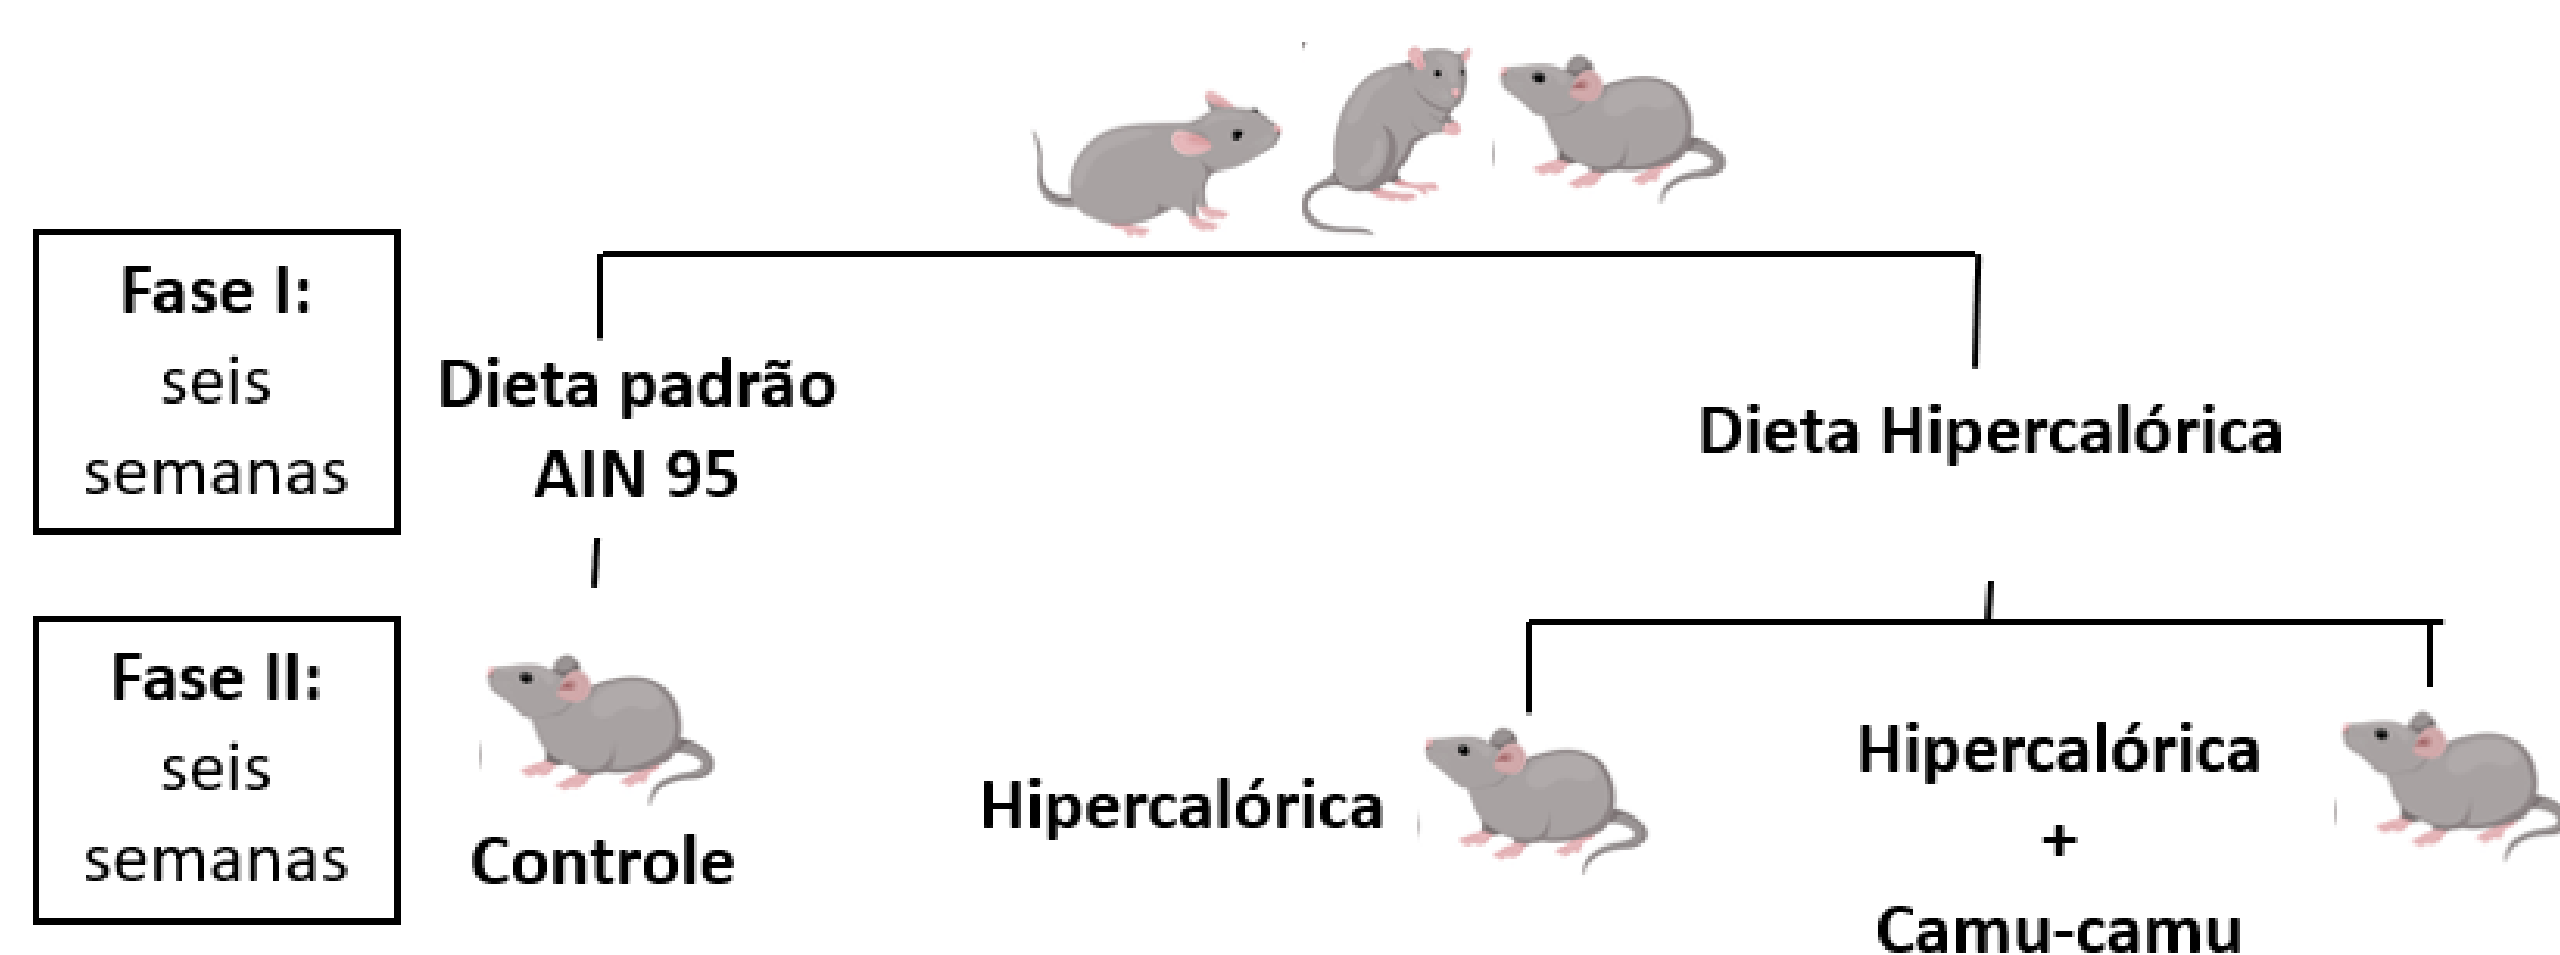 Fase I:
seis
semanas
Dieta padrão
AIN 95
Dieta Hipercalórica
Fase II:
seis
semanas
Controle
Hipercalórica
Hipercalórica
+
Camu-camu